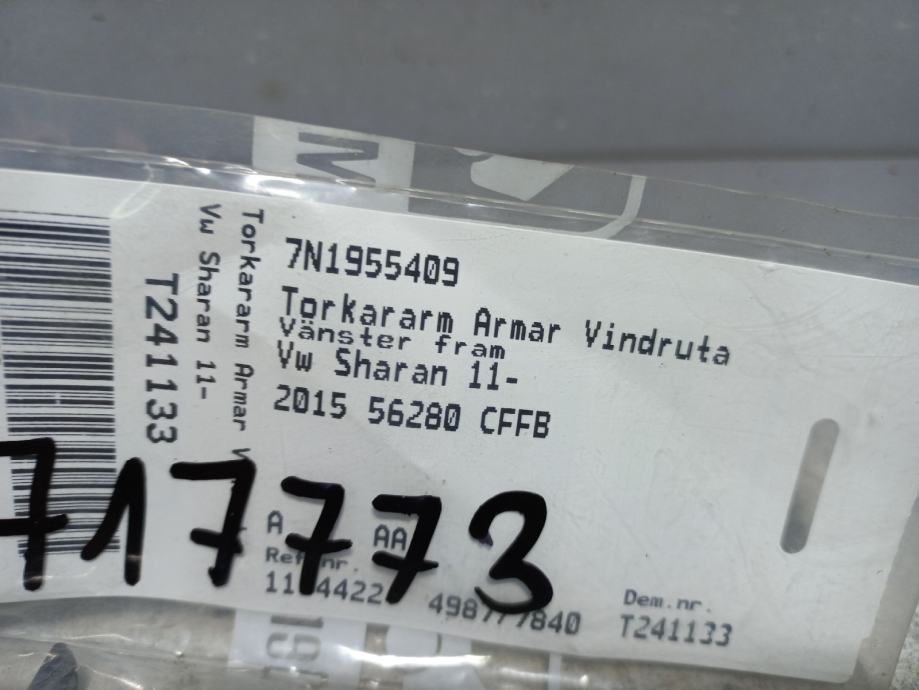 7N1955409
Torkararm Armar Vindruta
Vänster fram
Vw Sharan 11-
2015 56280 CFFB
A AA
Ref.nr.
Dem.nr.
T241133
Torkararm Armar
Vw Sharan 11-
T241133
717773